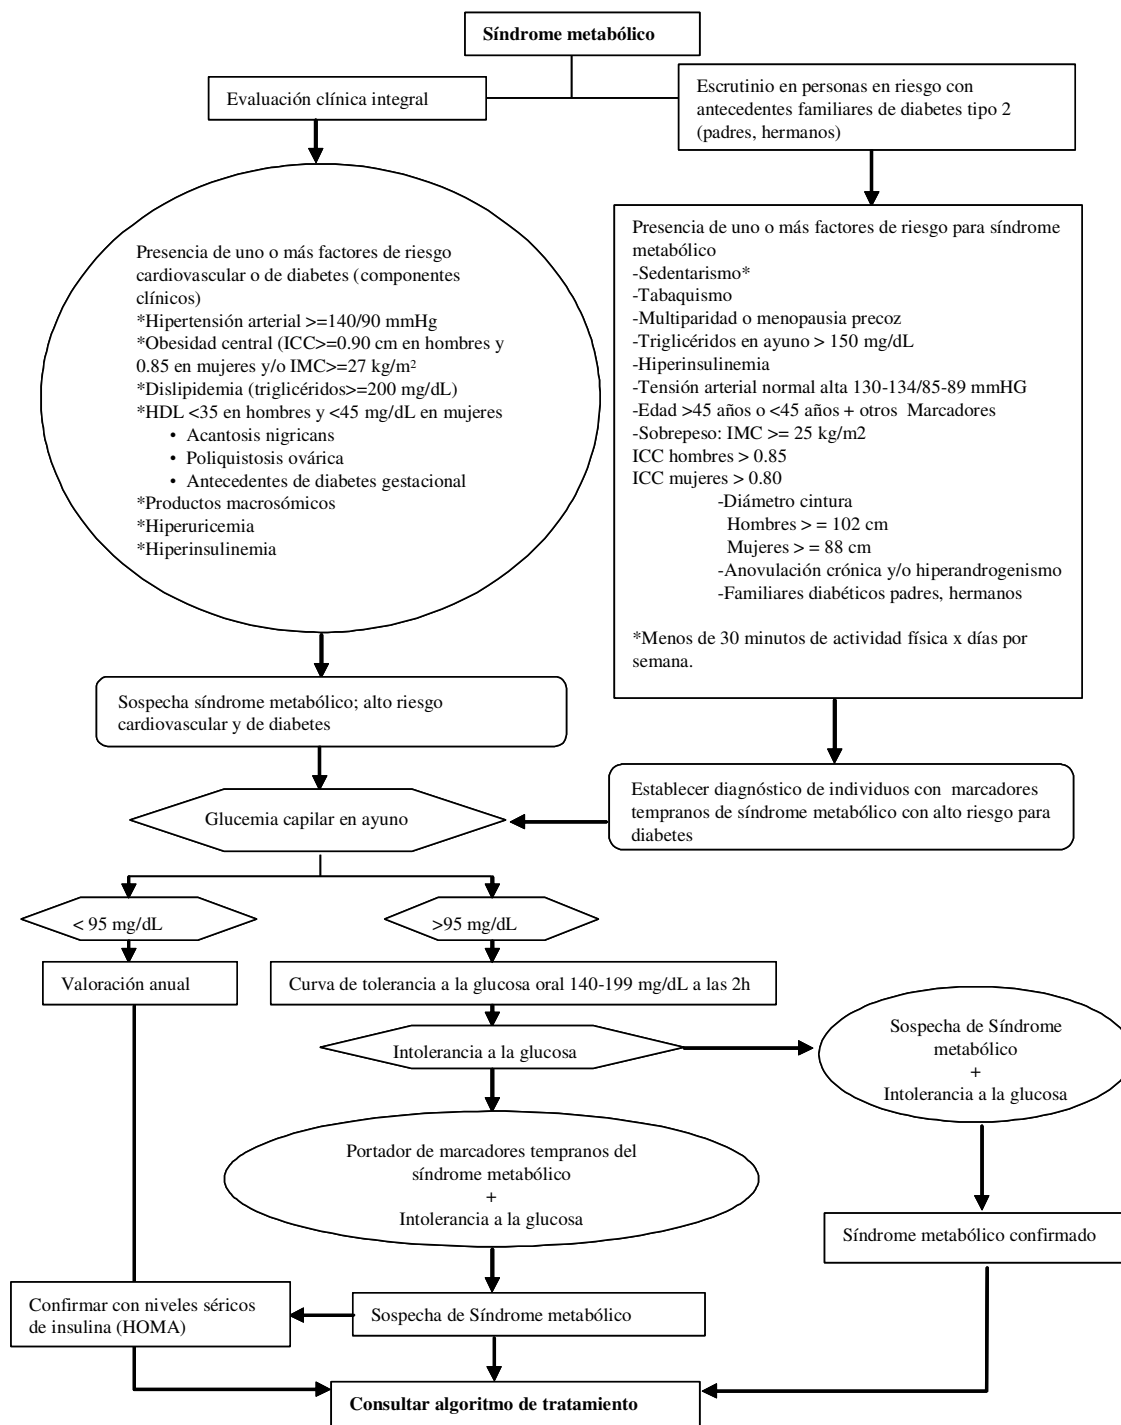 Síndrome metabólico
Evaluación clínica integral
Escrutinio en personas en riesgo con
antecedentes familiares de diabetes tipo 2
(padres, hermanos)
Presencia de uno o más factores de riesgo
cardiovascular o de diabetes (componentes
clínicos)
*Hipertensión arterial >=140/90 mmHg
*Obesidad central (ICC>=0.90 cm en hombres y
0.85 en mujeres y/o IMC>=27 kg/m²
*Dislipidemia (triglicéridos>=200 mg/dL)
*HDL <35 en hombres y <45 mg/dL en mujeres
• Acantosis nigricans
• Poliquistosis ovárica
• Antecedentes de diabetes gestacional
*Productos macrosómicos
*Hiperuricemia
*Hiperinsulinemia
Presencia de uno o más factores de riesgo para síndrome
metabólico
-Sedentarismo*
-Tabaquismo
-Multiparidad o menopausia precoz
-Triglicéridos en ayuno > 150 mg/dL
-Hiperinsulinemia
-Tensión arterial normal alta 130-134/85-89 mmHG
-Edad >45 años o <45 años + otros  Marcadores
-Sobrepeso: IMC >= 25 kg/m2
ICC hombres > 0.85
ICC mujeres > 0.80
-Diámetro cintura
Hombres > = 102 cm
Mujeres > = 88 cm
-Anovulación crónica y/o hiperandrogenismo
-Familiares diabéticos padres, hermanos
*Menos de 30 minutos de actividad física x días por
semana.
Sospecha síndrome metabólico; alto riesgo
cardiovascular y de diabetes
Establecer diagnóstico de individuos con  marcadores
tempranos de síndrome metabólico con alto riesgo para
diabetes
Glucemia capilar en ayuno
< 95 mg/dL
>95 mg/dL
Valoración anual
Curva de tolerancia a la glucosa oral 140-199 mg/dL a las 2h
Intolerancia a la glucosa
Sospecha de Síndrome
metabólico
+
Intolerancia a la glucosa
Portador de marcadores tempranos del
síndrome metabólico
+
Intolerancia a la glucosa
Síndrome metabólico confirmado
Confirmar con niveles séricos
de insulina (HOMA)
Sospecha de Síndrome metabólico
Consultar algoritmo de tratamiento